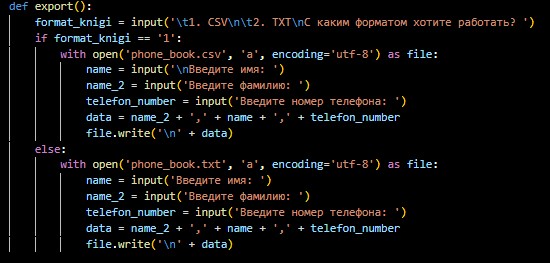 def export():
    format_knigi = input('\t1. CSV\n\t2. TXT\nС каким форматом хотите работать? ')
    if format_knigi == '1':
        with open('phone_book.csv', 'a', encoding='utf-8') as file:
            name = input('\nВведите имя: ')
            name_2 = input('Введите фамилию: ')
            telefon_number = input('Введите номер телефона: ')
            data = name_2 + ',' + name + ',' + telefon_number
            file.write('\n' + data)
    else:
        with open('phone_book.txt', 'a', encoding='utf-8') as file:
            name = input('Введите имя: ')
            name_2 = input('Введите фамилию: ')
            telefon_number = input('Введите номер телефона: ')
            data = name_2 + ',' + name + ',' + telefon_number
            file.write('\n' + data)